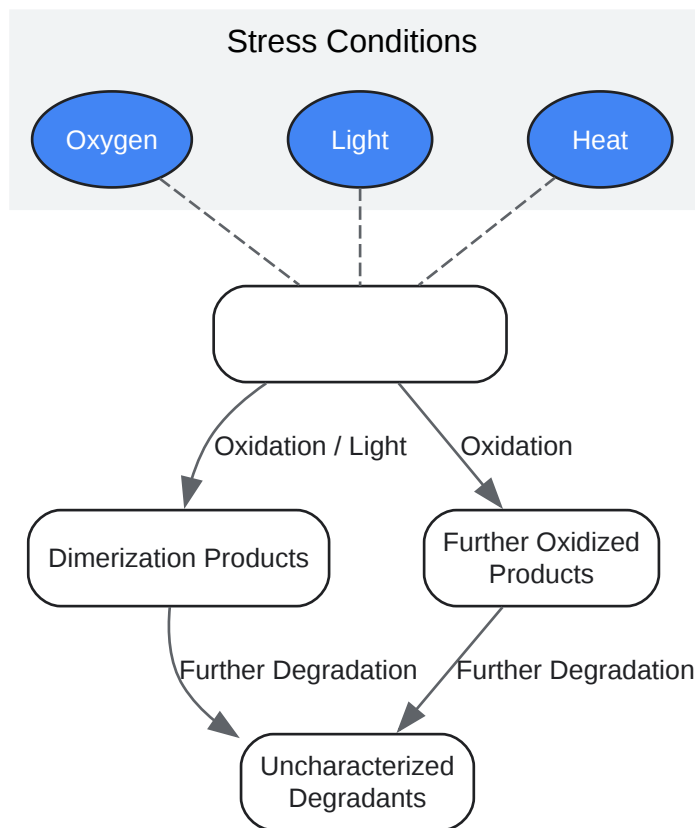 Stress Conditions
Oxygen
Light
Heat
Oxidation / Light
Oxidation
Dimerization Products
Further Oxidized
Products
Further Degradation
Further Degradation
Uncharacterized
Degradants